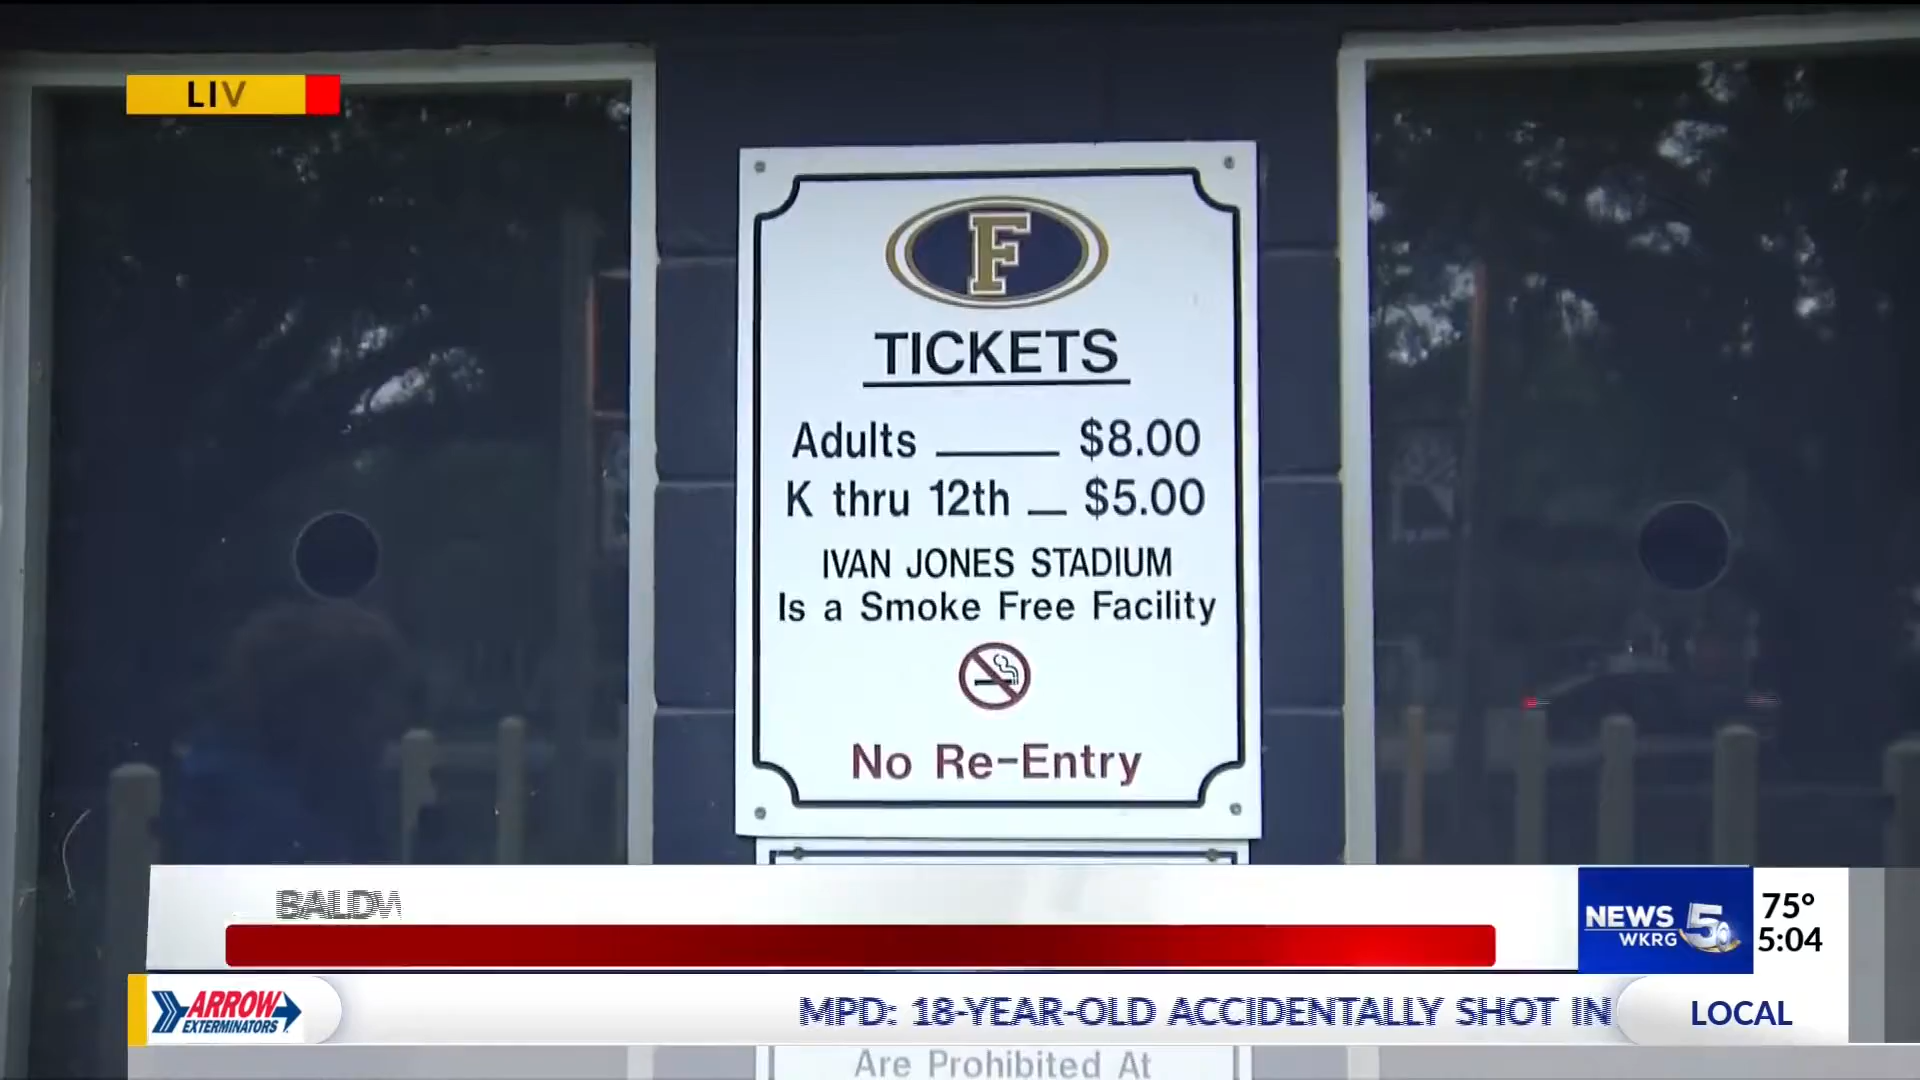 LIV
F
TICKETS
Adults $8.00
K thru 12th $5.00
IVAN JONES STADIUM
Is a Smoke Free Facility
No Re-Entry
BALDW
NEWS 5
WKRG
75°
5:04
ARROW
EXTERMINATORS
MPD: 18-YEAR-OLD ACCIDENTALLY SHOT IN
LOCAL
Are Prohibited At